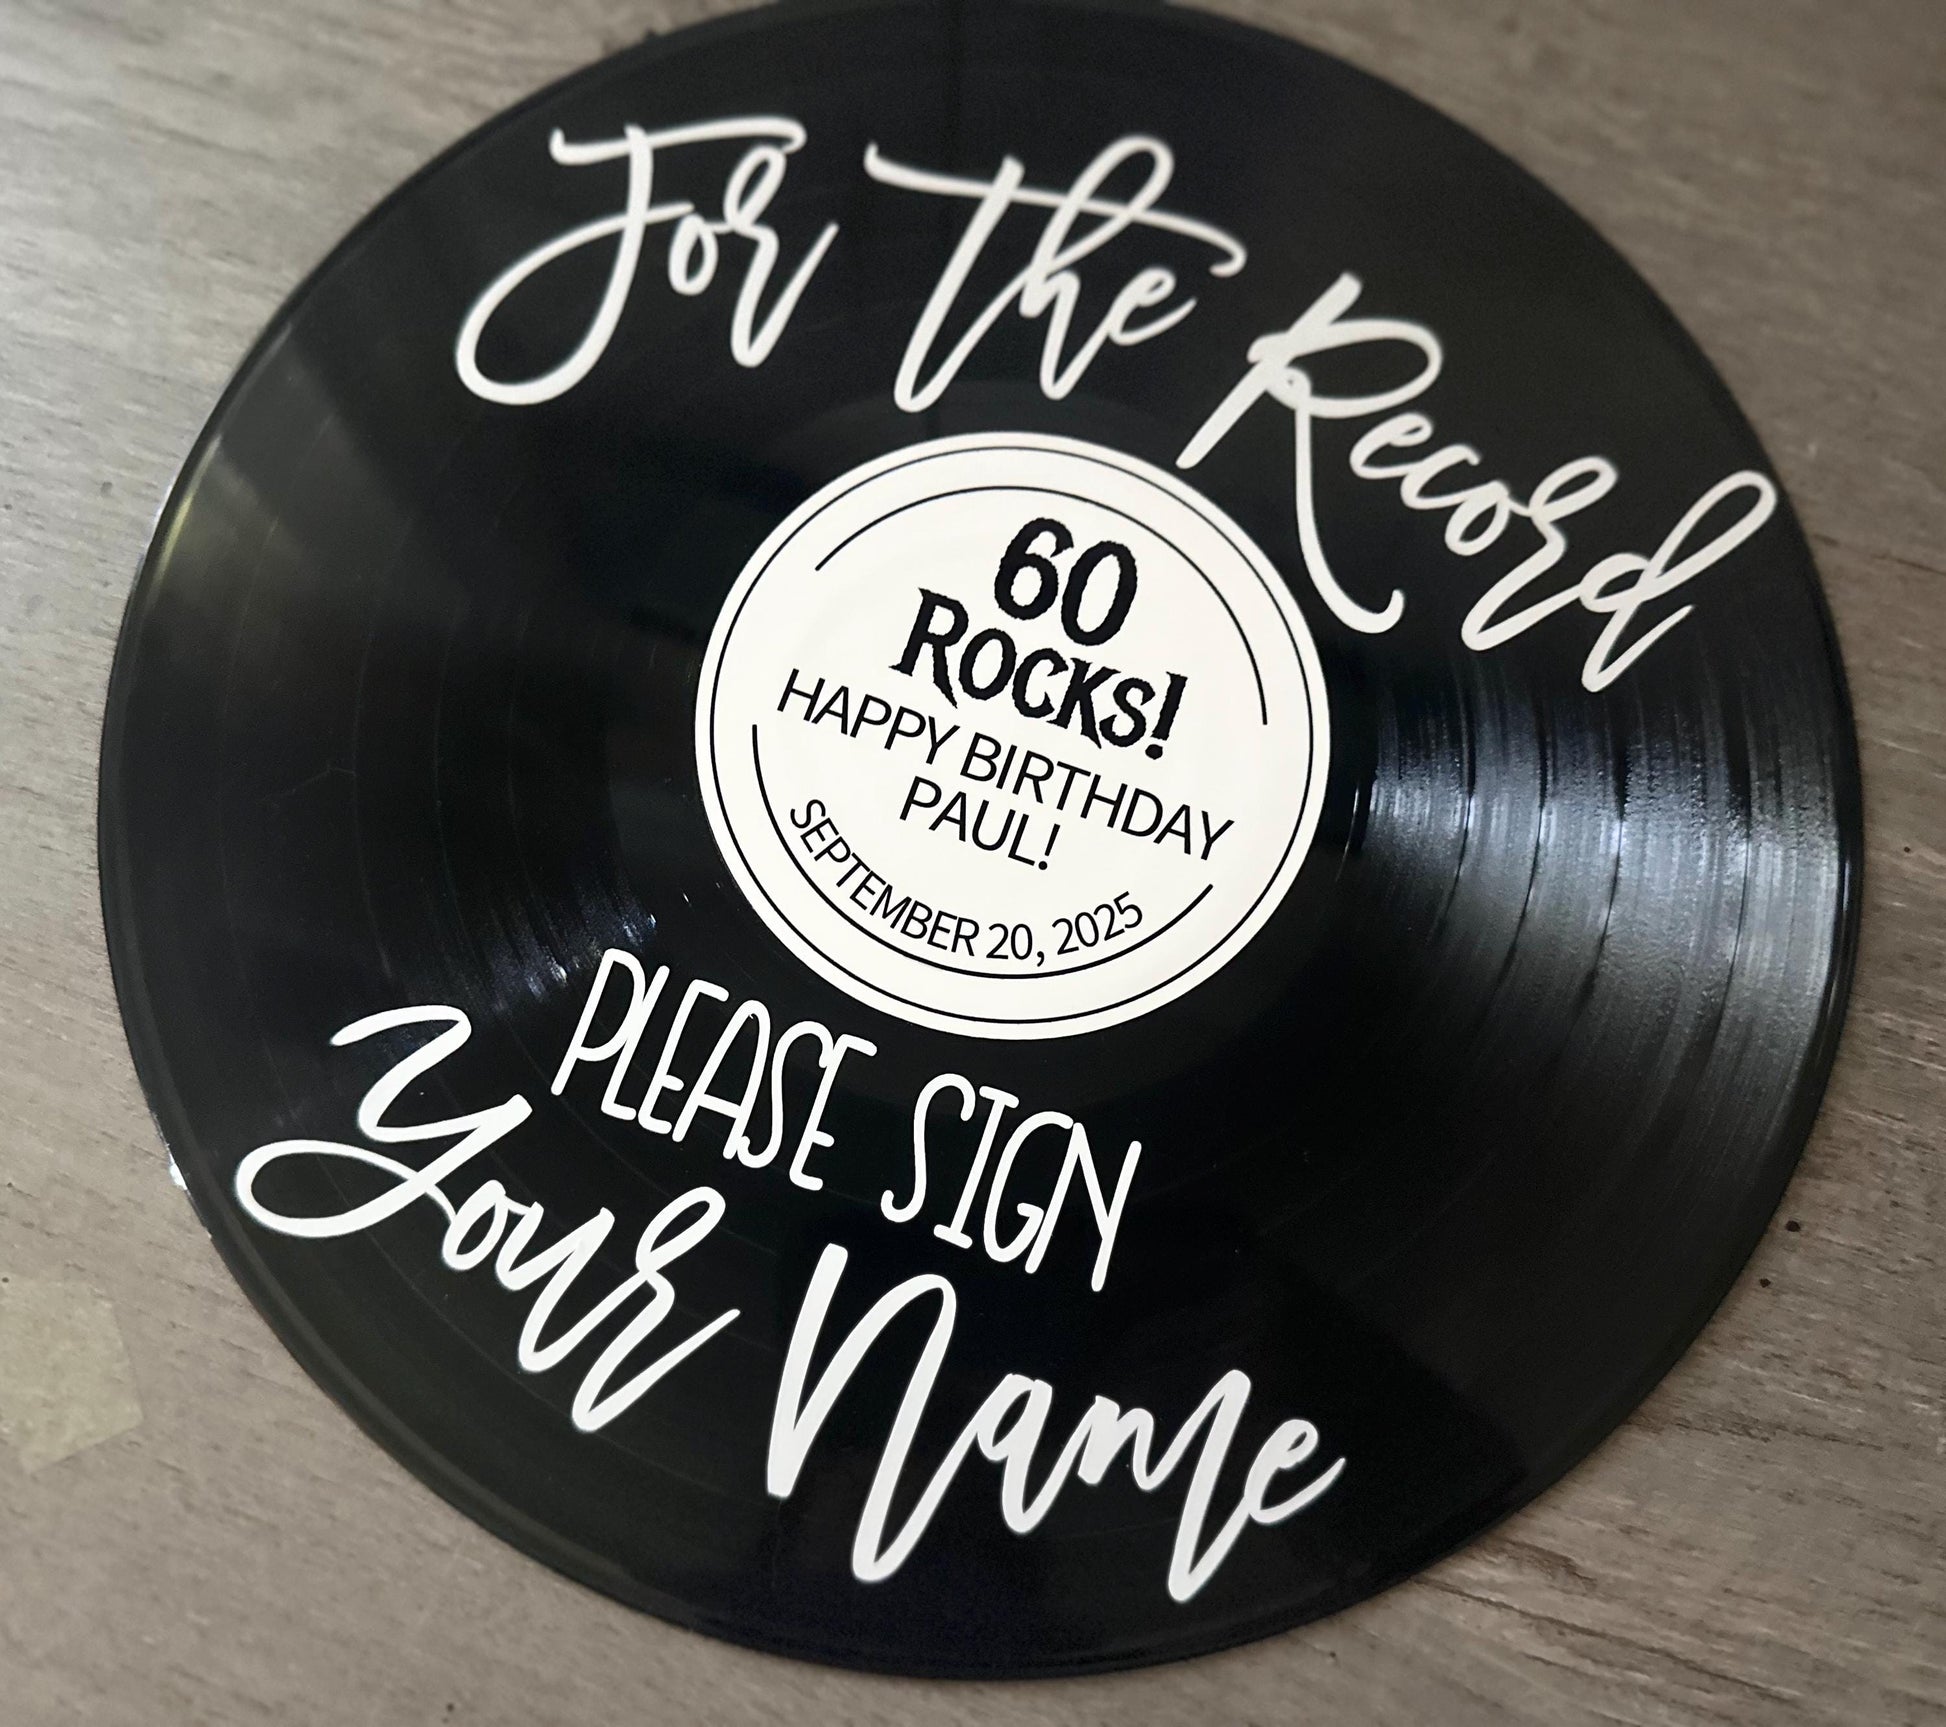 For The Record
60
ROCKS!
HAPPY BIRTHDAY
PAUL!
SEPTEMBER 20, 2025
PLEASE SIGN
Your Name